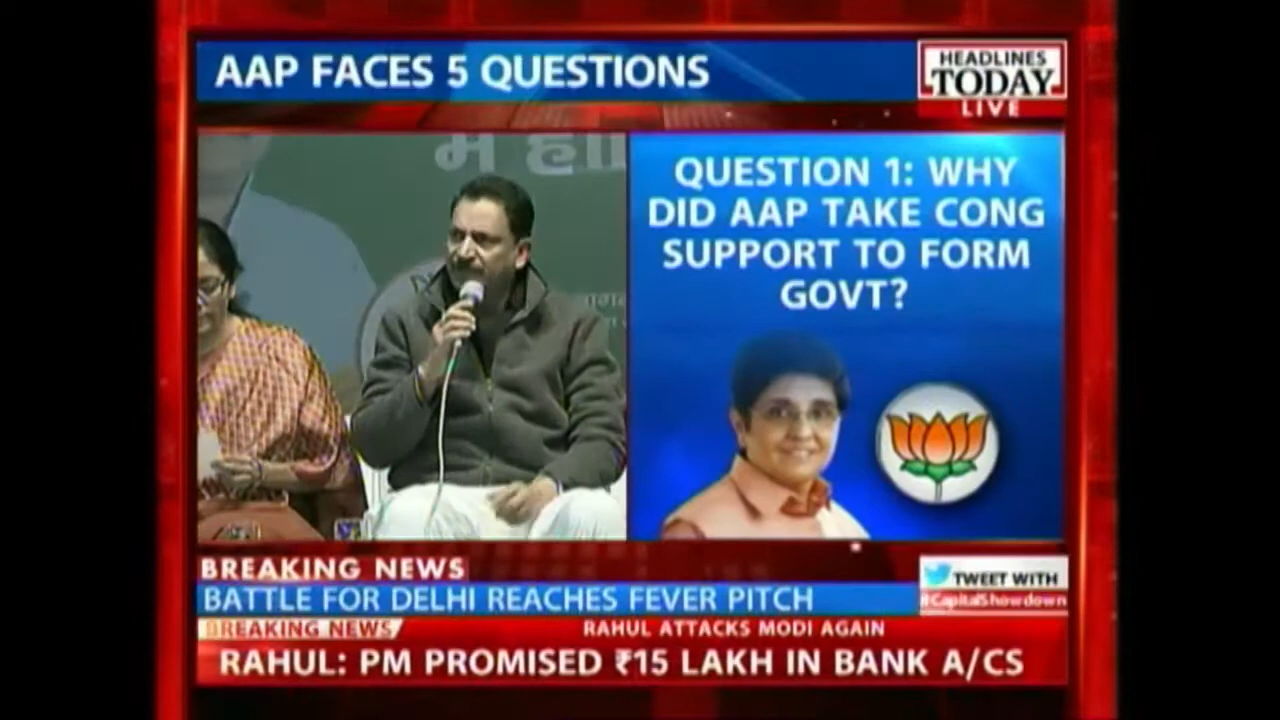 AAP FACES 5 QUESTIONS
HEADLINES
TODAY
LIVE
QUESTION 1: WHY
DID AAP TAKE CONG
SUPPORT TO FORM
GOVT?
BREAKING NEWS
BATTLE FOR DELHI REACHES FEVER PITCH
TWEET WITH
#CapitalShowdown
BREAKING NEWS
RAHUL ATTACKS MODI AGAIN
RAHUL: PM PROMISED ₹15 LAKH IN BANK A/CS